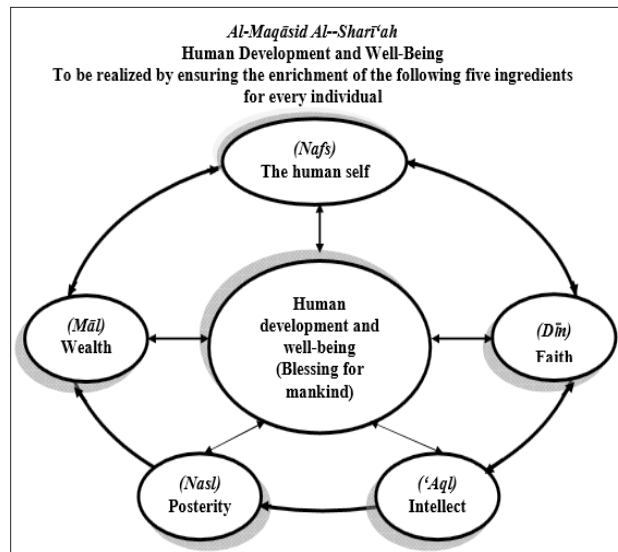 Al-Maqāsid Al--Sharī‘ah
Human Development and Well-Being
To be realized by ensuring the enrichment of the following five ingredients
for every individual
(Nafs)
The human self
(Māl)
Wealth
Human
development and
well-being
(Blessing for
mankind)
(Dīn)
Faith
(Nasl)
Posterity
(‘Aql)
Intellect